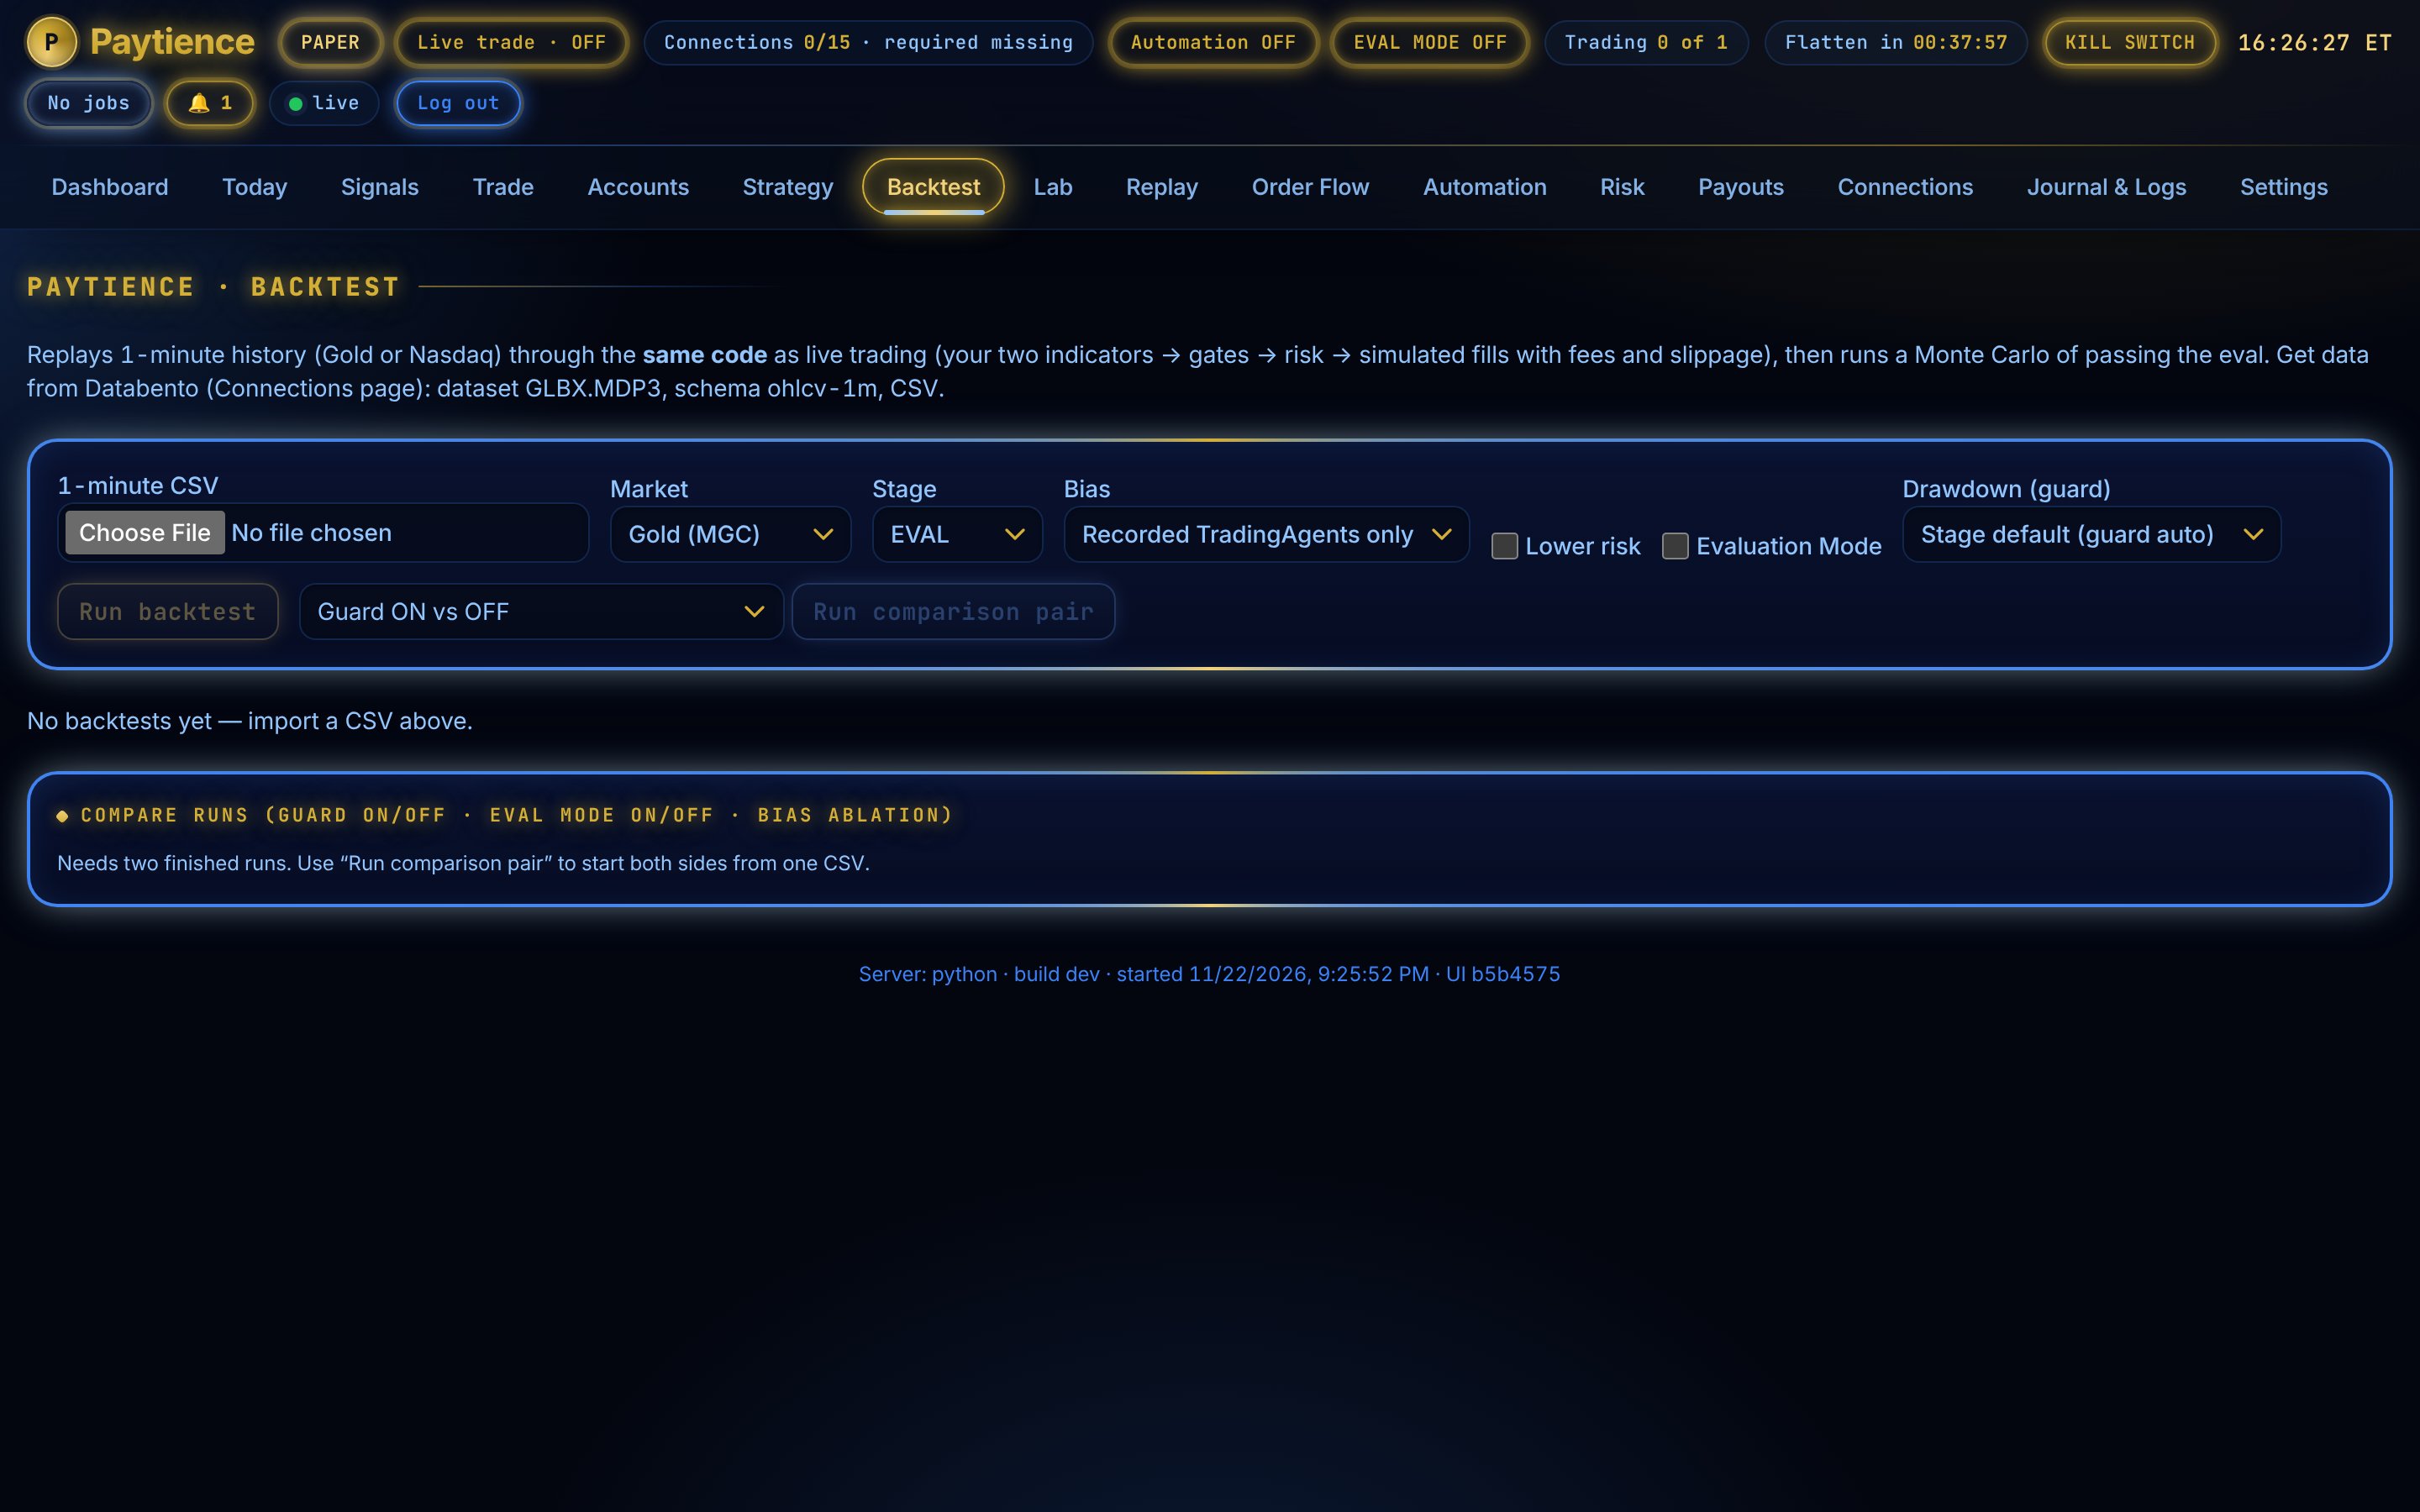 P Paytience PAPER Live trade · OFF Connections 0/15 · required missing Automation OFF EVAL MODE OFF Trading 0 of 1 Flatten in 00:37:57 KILL SWITCH 16:26:27 ET
No jobs 🔔 1 live Log out
Dashboard Today Signals Trade Accounts Strategy Backtest Lab Replay Order Flow Automation Risk Payouts Connections Journal & Logs Settings
PAYTIENCE · BACKTEST
Replays 1-minute history (Gold or Nasdaq) through the same code as live trading (your two indicators → gates → risk → simulated fills with fees and slippage), then runs a Monte Carlo of passing the eval. Get data
from Databento (Connections page): dataset GLBX.MDP3, schema ohlcv-1m, CSV.
1-minute CSV Market Stage Bias Drawdown (guard)
Choose File No file chosen Gold (MGC) EVAL Recorded TradingAgents only Lower risk Evaluation Mode Stage default (guard auto)
Run backtest Guard ON vs OFF Run comparison pair
No backtests yet — import a CSV above.
COMPARE RUNS (GUARD ON/OFF · EVAL MODE ON/OFF · BIAS ABLATION)
Needs two finished runs. Use “Run comparison pair” to start both sides from one CSV.
Server: python · build dev · started 11/22/2026, 9:25:52 PM · UI b5b4575